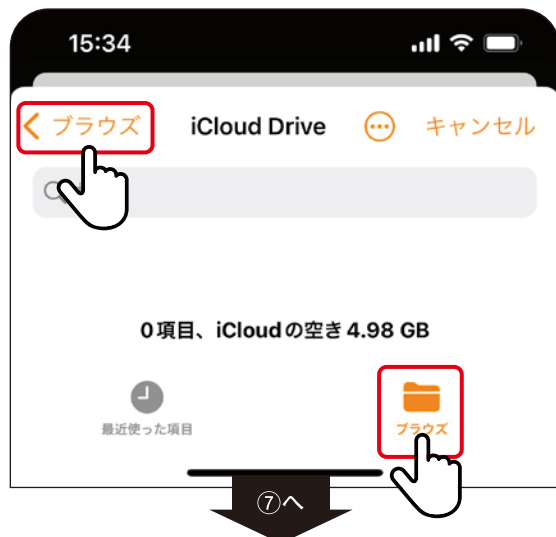 15:34
ブラウズ iCloud Drive キャンセル
0項目、iCloudの空き4.98 GB
最近使った項目 ブラウズ
⑦へ